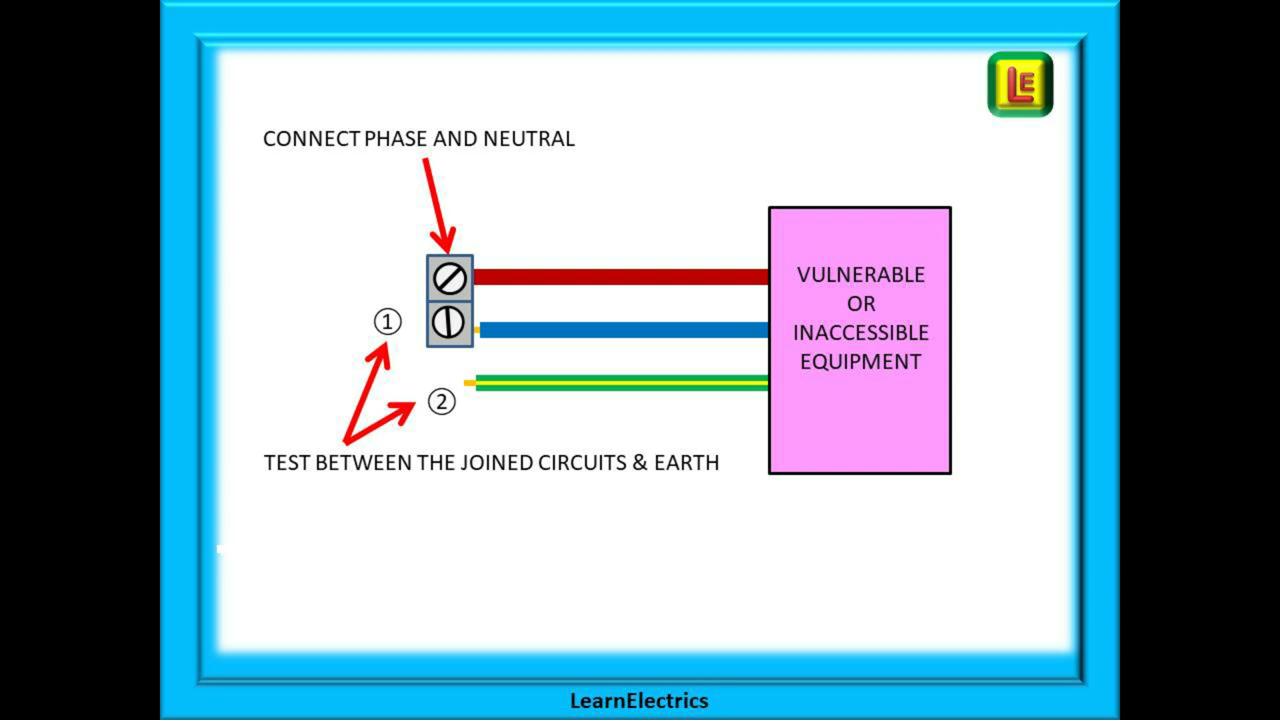 LE
CONNECT PHASE AND NEUTRAL
VULNERABLE
OR
INACCESSIBLE
EQUIPMENT
①
②
TEST BETWEEN THE JOINED CIRCUITS & EARTH
LearnElectrics